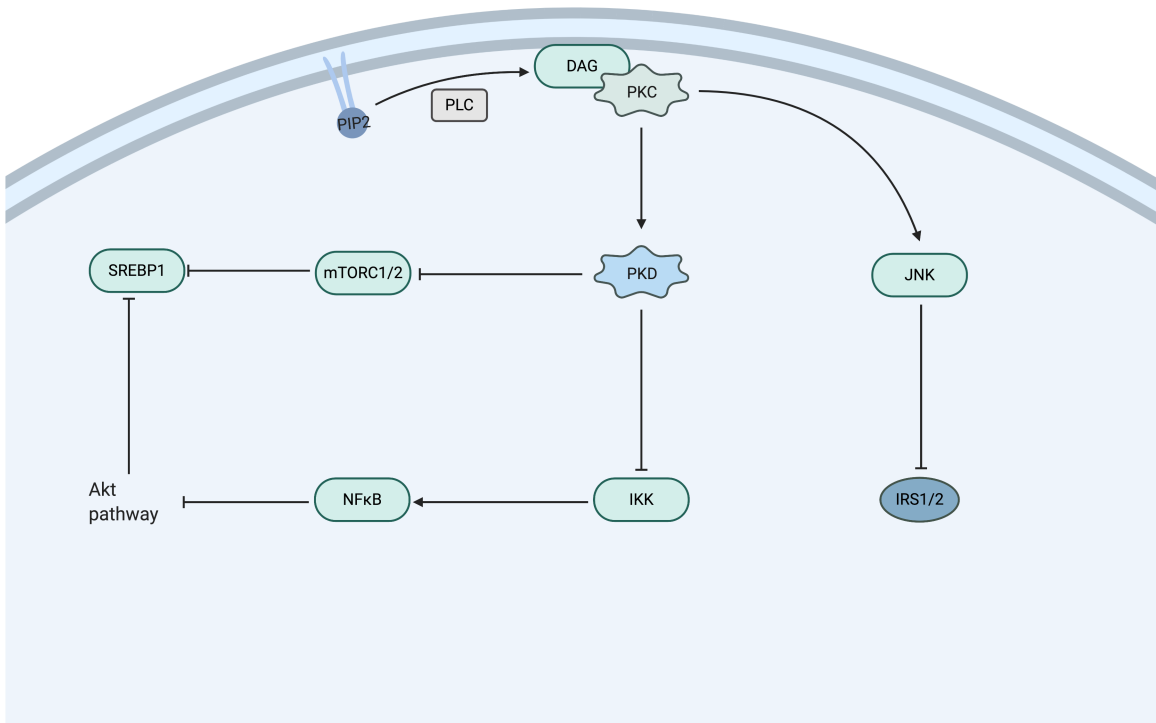 DAG
PKC
PLC
PIP2
SREBP1
mTORC1/2
PKD
JNK
Akt
pathway
NFκB
IKK
IRS1/2